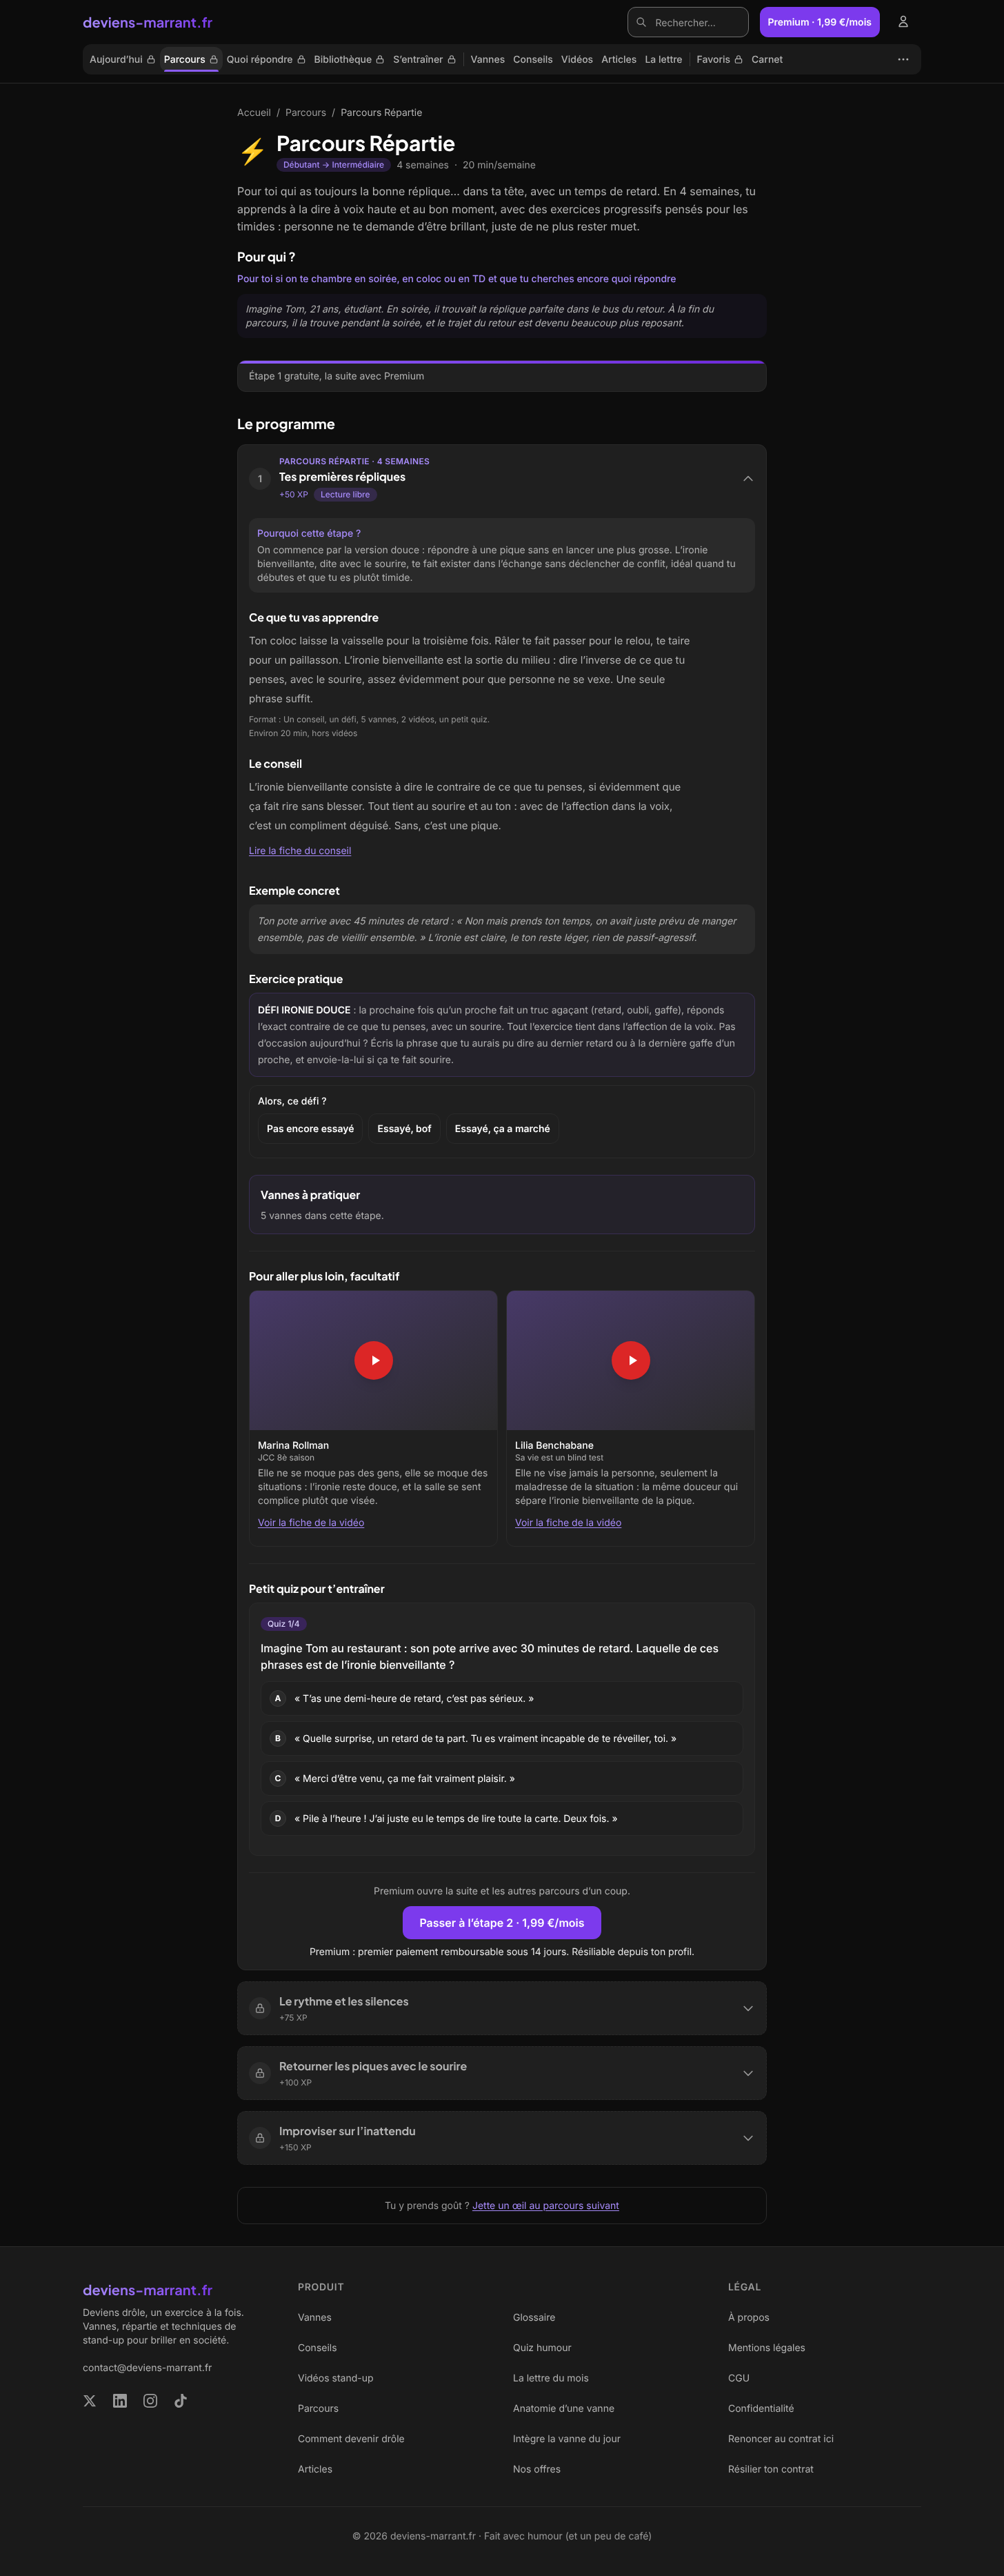 deviens-marrant.fr
Rechercher...
Premium · 1,99 €/mois
Aujourd’hui
Parcours
Quoi répondre
Bibliothèque
S’entraîner
Vannes
Conseils
Vidéos
Articles
La lettre
Favoris
Carnet
Accueil / Parcours / Parcours Répartie
Parcours Répartie
Débutant → Intermédiaire
4 semaines · 20 min/semaine
Pour toi qui as toujours la bonne réplique… dans ta tête, avec un temps de retard. En 4 semaines, tu
apprends à la dire à voix haute et au bon moment, avec des exercices progressifs pensés pour les
timides : personne ne te demande d’être brillant, juste de ne plus rester muet.
Pour qui ?
Pour toi si on te chambre en soirée, en coloc ou en TD et que tu cherches encore quoi répondre
Imagine Tom, 21 ans, étudiant. En soirée, il trouvait la réplique parfaite dans le bus du retour. À la fin du
parcours, il la trouve pendant la soirée, et le trajet du retour est devenu beaucoup plus reposant.
Étape 1 gratuite, la suite avec Premium
Le programme
PARCOURS RÉPARTIE · 4 SEMAINES
1
Tes premières répliques
+50 XP
Lecture libre
Pourquoi cette étape ?
On commence par la version douce : répondre à une pique sans en lancer une plus grosse. L’ironie
bienveillante, dite avec le sourire, te fait exister dans l’échange sans déclencher de conflit, idéal quand tu
débutes et que tu es plutôt timide.
Ce que tu vas apprendre
Ton coloc laisse la vaisselle pour la troisième fois. Râler te fait passer pour le relou, te taire
pour un paillasson. L’ironie bienveillante est la sortie du milieu : dire l’inverse de ce que tu
penses, avec le sourire, assez évidemment pour que personne ne se vexe. Une seule
phrase suffit.
Format : Un conseil, un défi, 5 vannes, 2 vidéos, un petit quiz.
Environ 20 min, hors vidéos
Le conseil
L’ironie bienveillante consiste à dire le contraire de ce que tu penses, si évidemment que
ça fait rire sans blesser. Tout tient au sourire et au ton : avec de l’affection dans la voix,
c’est un compliment déguisé. Sans, c’est une pique.
Lire la fiche du conseil
Exemple concret
Ton pote arrive avec 45 minutes de retard : « Non mais prends ton temps, on avait juste prévu de manger
ensemble, pas de vieillir ensemble. » L’ironie est claire, le ton reste léger, rien de passif-agressif.
Exercice pratique
DÉFI IRONIE DOUCE : la prochaine fois qu’un proche fait un truc agaçant (retard, oubli, gaffe), réponds
l’exact contraire de ce que tu penses, avec un sourire. Tout l’exercice tient dans l’affection de la voix. Pas
d’occasion aujourd’hui ? Écris la phrase que tu aurais pu dire au dernier retard ou à la dernière gaffe d’un
proche, et envoie-la-lui si ça te fait sourire.
Alors, ce défi ?
Pas encore essayé
Essayé, bof
Essayé, ça a marché
Vannes à pratiquer
5 vannes dans cette étape.
Pour aller plus loin, facultatif
Marina Rollman
JCC 8è saison
Elle ne se moque pas des gens, elle se moque des
situations : l’ironie reste douce, et la salle se sent
complice plutôt que visée.
Voir la fiche de la vidéo
Lilia Benchabane
Sa vie est un blind test
Elle ne vise jamais la personne, seulement la
maladresse de la situation : la même douceur qui
sépare l’ironie bienveillante de la pique.
Voir la fiche de la vidéo
Petit quiz pour t’entraîner
Quiz 1/4
Imagine Tom au restaurant : son pote arrive avec 30 minutes de retard. Laquelle de ces
phrases est de l’ironie bienveillante ?
A « T’as une demi-heure de retard, c’est pas sérieux. »
B « Quelle surprise, un retard de ta part. Tu es vraiment incapable de te réveiller, toi. »
C « Merci d’être venu, ça me fait vraiment plaisir. »
D « Pile à l’heure ! J’ai juste eu le temps de lire toute la carte. Deux fois. »
Premium ouvre la suite et les autres parcours d’un coup.
Passer à l’étape 2 · 1,99 €/mois
Premium : premier paiement remboursable sous 14 jours. Résiliable depuis ton profil.
Le rythme et les silences
+75 XP
Retourner les piques avec le sourire
+100 XP
Improviser sur l’inattendu
+150 XP
Tu y prends goût ? Jette un œil au parcours suivant
deviens-marrant.fr
Deviens drôle, un exercice à la fois.
Vannes, répartie et techniques de
stand-up pour briller en société.
contact@deviens-marrant.fr
PRODUIT
Vannes
Conseils
Vidéos stand-up
Parcours
Comment devenir drôle
Articles
Glossaire
Quiz humour
La lettre du mois
Anatomie d’une vanne
Intègre la vanne du jour
Nos offres
LÉGAL
À propos
Mentions légales
CGU
Confidentialité
Renoncer au contrat ici
Résilier ton contrat
© 2026 deviens-marrant.fr · Fait avec humour (et un peu de café)